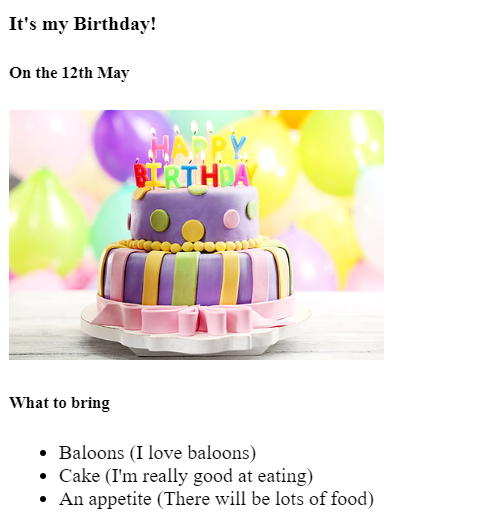 It's my Birthday!
On the 12th May
HAPPY
BIRTHDAY
What to bring
Baloons (I love baloons)
Cake (I'm really good at eating)
An appetite (There will be lots of food)